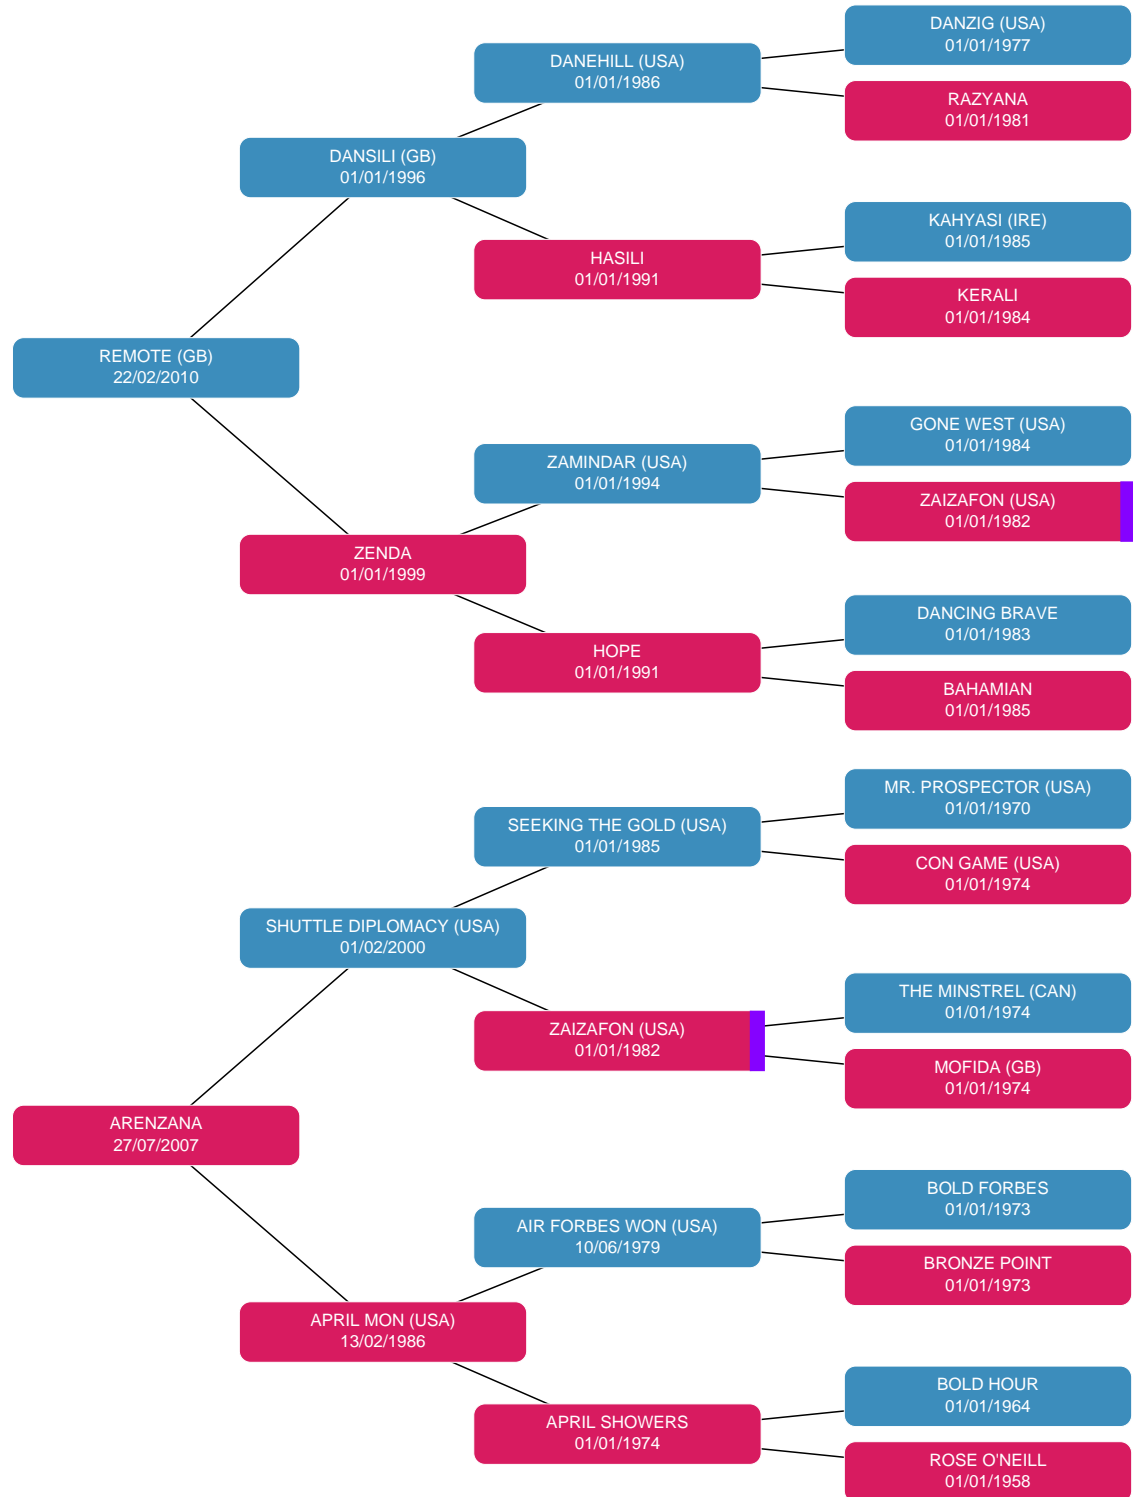 DANZIG (USA)
01/01/1977
DANEHILL (USA)
01/01/1986
RAZYANA
01/01/1981
DANSILI (GB)
01/01/1996
KAHYASI (IRE)
01/01/1985
HASILI
01/01/1991
KERALI
01/01/1984
REMOTE (GB)
22/02/2010
GONE WEST (USA)
01/01/1984
ZAMINDAR (USA)
01/01/1994
ZAIZAFON (USA)
01/01/1982
ZENDA
01/01/1999
DANCING BRAVE
01/01/1983
HOPE
01/01/1991
BAHAMIAN
01/01/1985
MR. PROSPECTOR (USA)
01/01/1970
SEEKING THE GOLD (USA)
01/01/1985
CON GAME (USA)
01/01/1974
SHUTTLE DIPLOMACY (USA)
01/02/2000
THE MINSTREL (CAN)
01/01/1974
ZAIZAFON (USA)
01/01/1982
MOFIDA (GB)
01/01/1974
ARENZANA
27/07/2007
BOLD FORBES
01/01/1973
AIR FORBES WON (USA)
10/06/1979
BRONZE POINT
01/01/1973
APRIL MON (USA)
13/02/1986
BOLD HOUR
01/01/1964
APRIL SHOWERS
01/01/1974
ROSE O'NEILL
01/01/1958